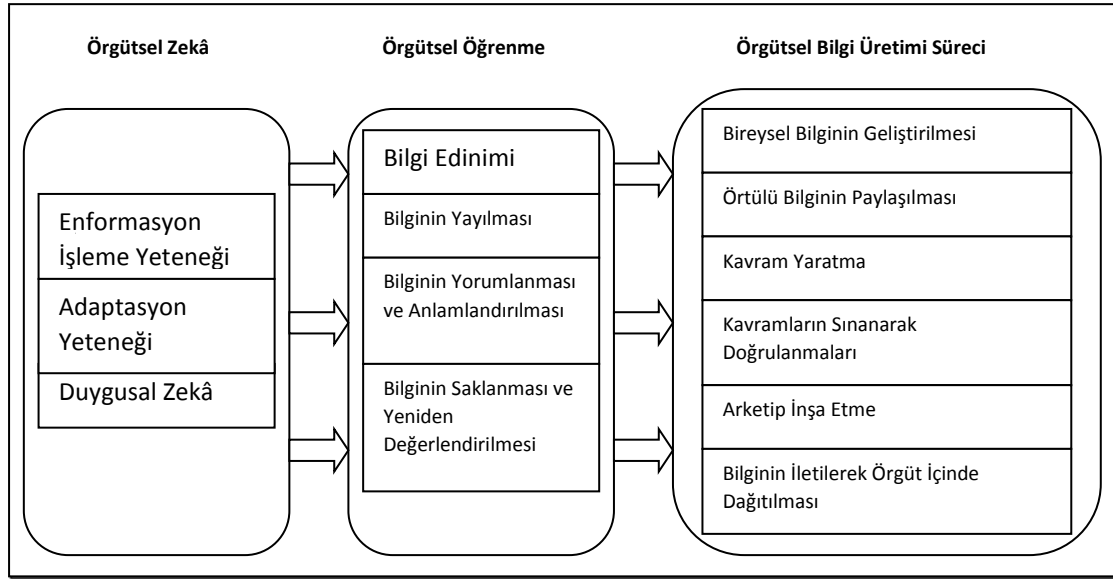 Örgütsel Zekâ
Örgütsel Öğrenme
Örgütsel Bilgi Üretimi Süreci
Enformasyon
İşleme Yeteneği
Adaptasyon
Yeteneği
Duygusal Zekâ
Bilgi Edinimi
Bilginin Yayılması
Bilginin Yorumlanması
ve Anlamlandırılması
Bilginin Saklanması ve
Yeniden
Değerlendirilmesi
Bireysel Bilginin Geliştirilmesi
Örtülü Bilginin Paylaşılması
Kavram Yaratma
Kavramların Sınanarak
Doğrulanmaları
Arketip İnşa Etme
Bilginin İletilerek Örgüt İçinde
Dağıtılması